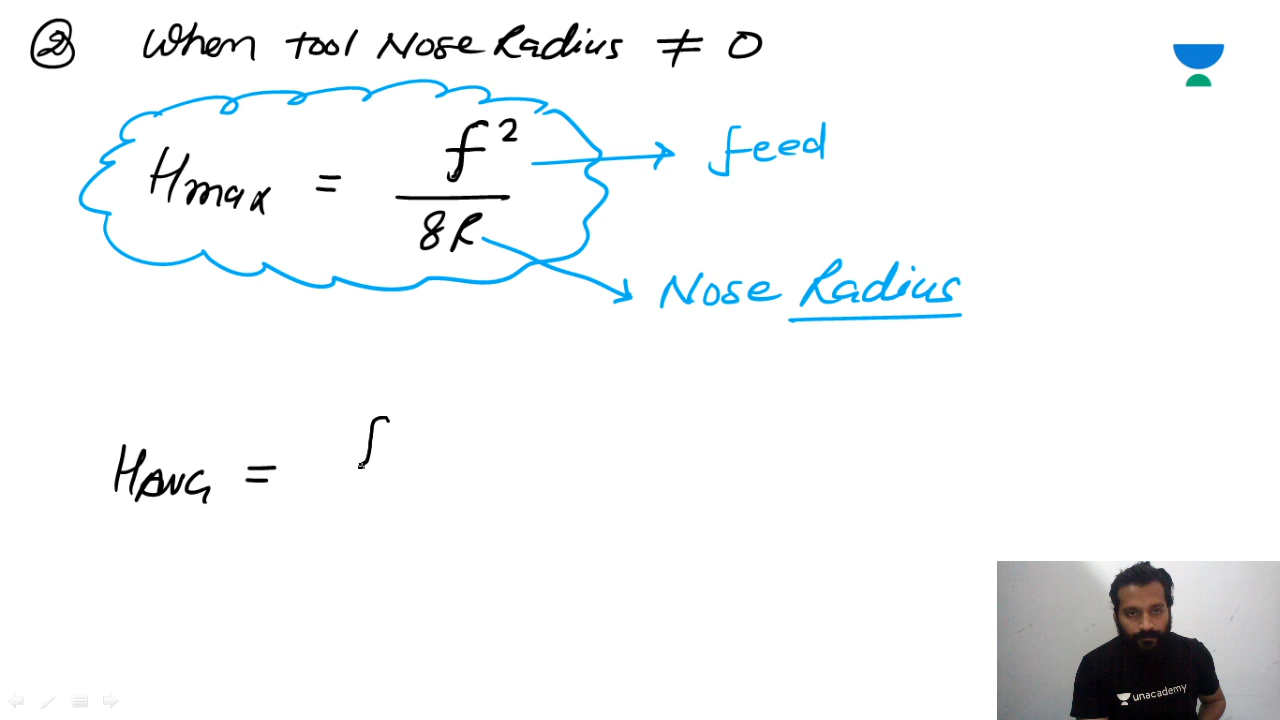 ② When tool Nose Radius ≠ 0
Hmax = f² / 8R
feed
Nose Radius
HAVG = f
unacademy